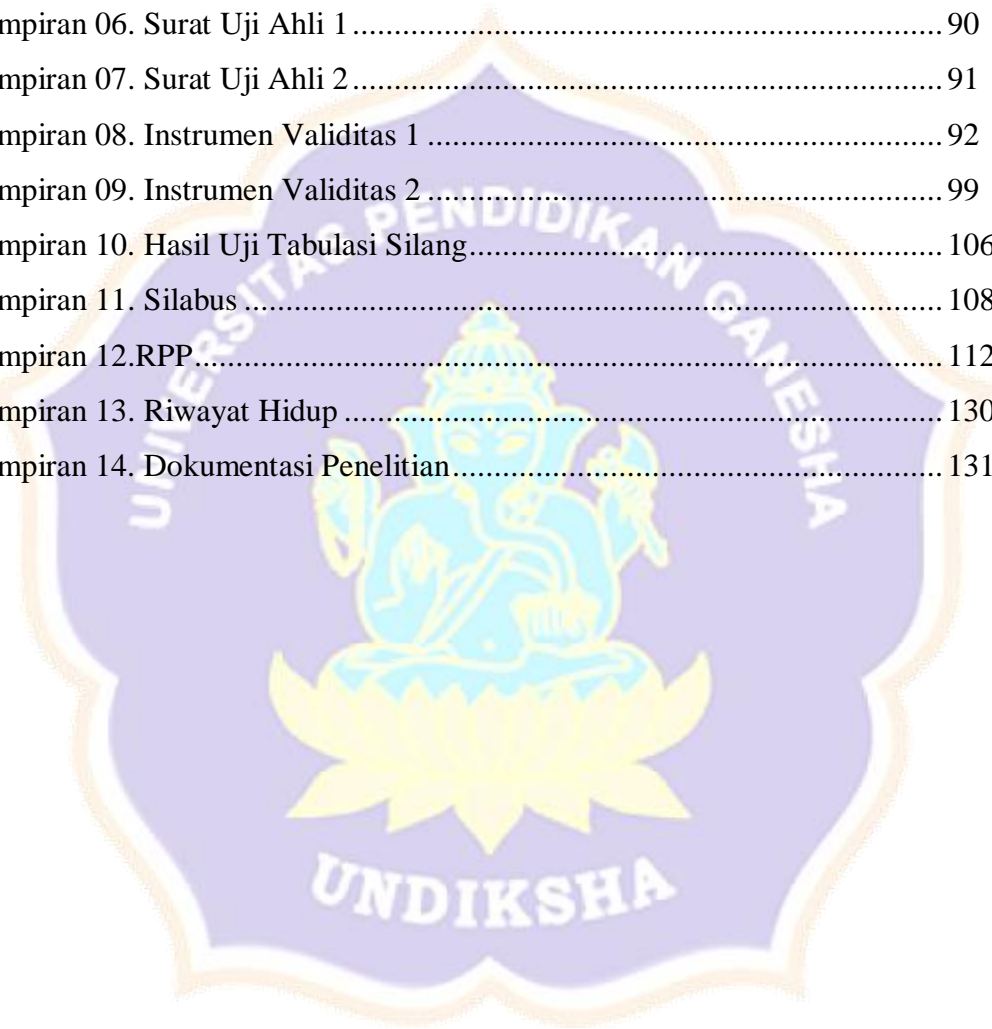 mpiran 06. Surat Uji Ahli 1 ........................................................................ 90
mpiran 07. Surat Uji Ahli 2 ........................................................................ 91
mpiran 08. Instrumen Validitas 1 ............................................................... 92
mpiran 09. Instrumen Validitas 2 ............................................................... 99
mpiran 10. Hasil Uji Tabulasi Silang .......................................................... 106
mpiran 11. Silabus ...................................................................................... 108
mpiran 12.RPP ............................................................................................ 112
mpiran 13. Riwayat Hidup .......................................................................... 130
mpiran 14. Dokumentasi Penelitian ............................................................ 131
UNIVERSITAS PENDIDIKAN GANESHA
UNDIKSHA